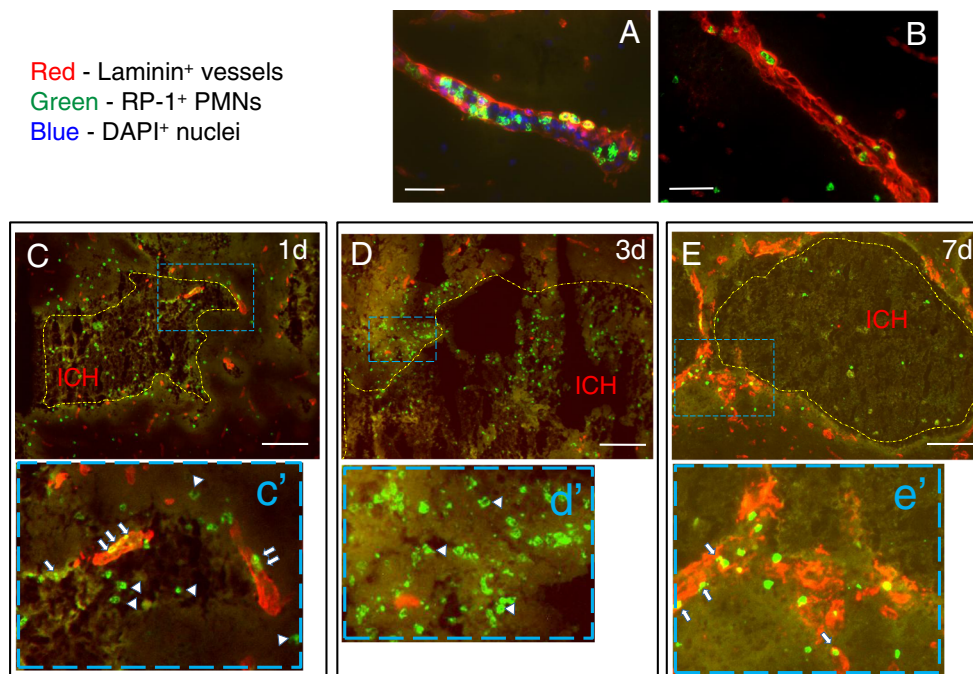 A
B
Red - Laminin⁺ vessels
Green - RP-1⁺ PMNs
Blue - DAPI⁺ nuclei
C
1d
ICH
D
3d
ICH
E
7d
ICH
c'
d'
e'